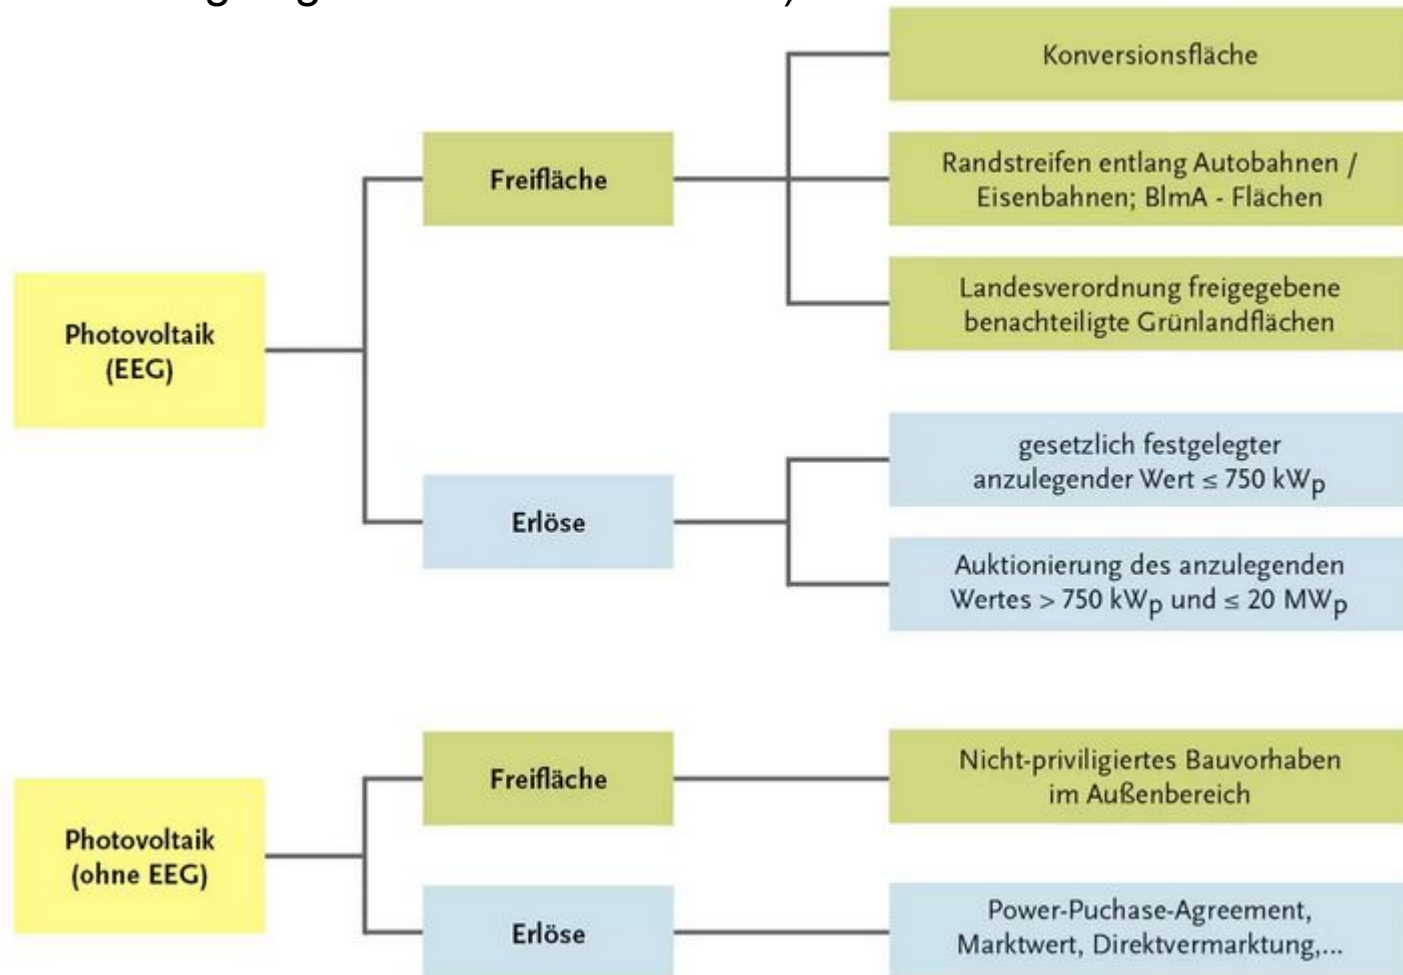 Konversionsfläche
Freifläche
Randstreifen entlang Autobahnen /
Eisenbahnen; BlmA - Flächen
Landesverordnung freigegebene
benachteiligte Grünlandflächen
Photovoltaik
(EEG)
gesetzlich festgelegter
anzulegender Wert ≤ 750 kWp
Erlöse
Auktionierung des anzulegenden
Wertes > 750 kWp und ≤ 20 MWp
Freifläche
Nicht-priviligiertes Bauvorhaben
im Außenbereich
Photovoltaik
(ohne EEG)
Erlöse
Power-Puchase-Agreement,
Marktwert, Direktvermarktung,...